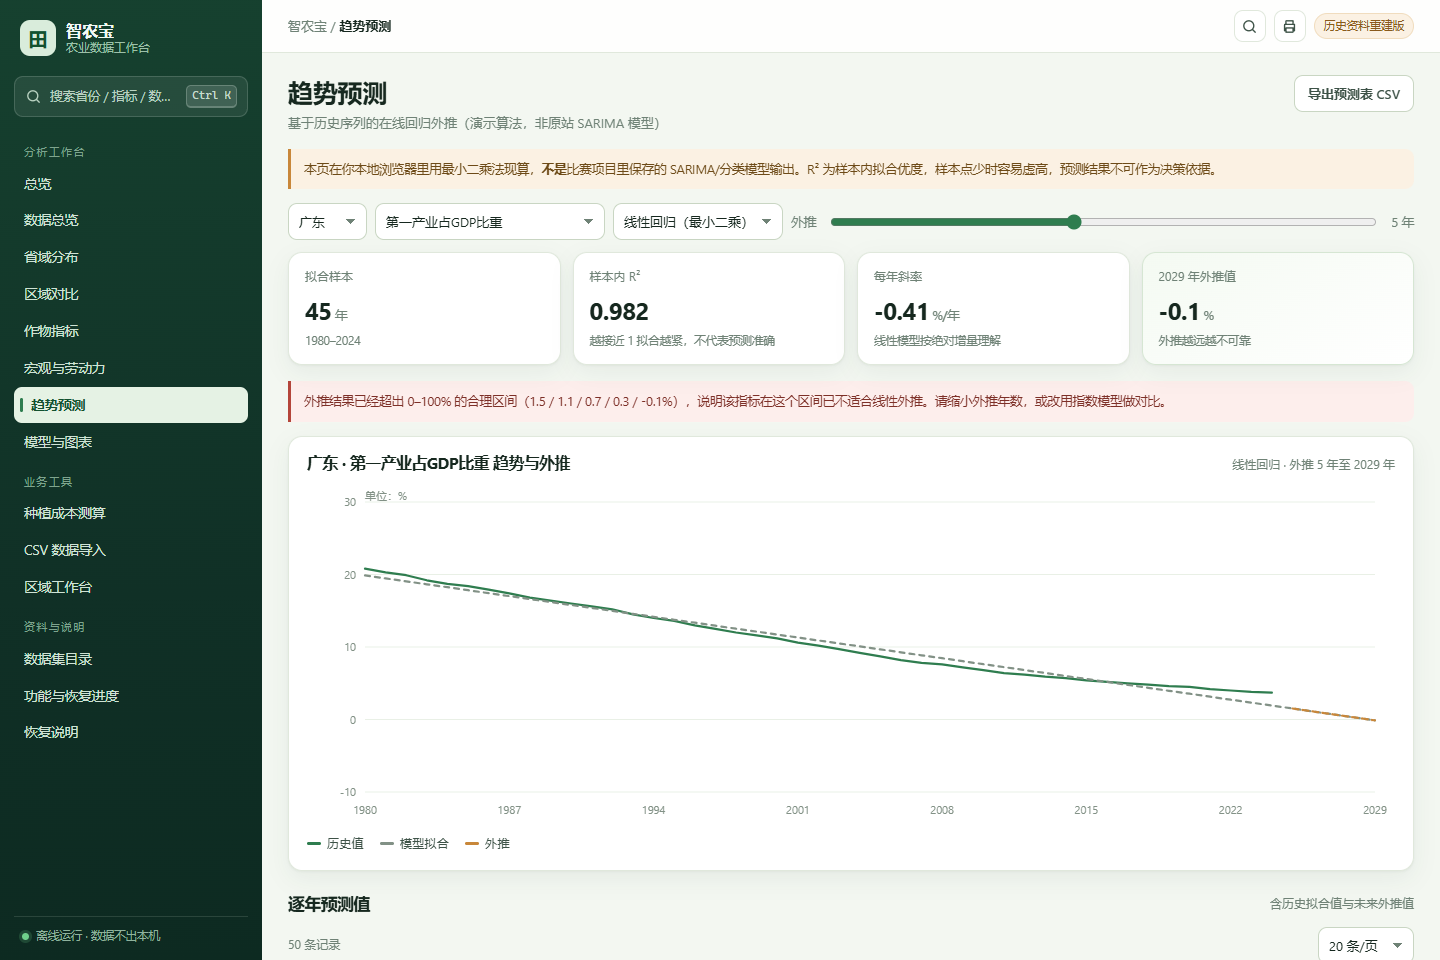 田
智农宝
农业数据工作台
搜索省份 / 指标 / 数... Ctrl K
分析工作台
总览
数据总览
省域分布
区域对比
作物指标
宏观与劳动力
趋势预测
模型与图表
业务工具
种植成本测算
CSV 数据导入
区域工作台
资料与说明
数据集目录
功能与恢复进度
恢复说明
离线运行 · 数据不出本机
智农宝 / 趋势预测
历史资料重建版
趋势预测
基于历史序列的在线回归外推（演示算法，非原站 SARIMA 模型）
导出预测表 CSV
本页在你本地浏览器里用最小二乘法现算，不是比赛项目里保存的 SARIMA/分类模型输出。R² 为样本内拟合优度，样本点少时容易虚高，预测结果不可作为决策依据。
广东 第一产业占GDP比重 线性回归（最小二乘） 外推 5 年
拟合样本
45 年
1980–2024
样本内 R²
0.982
越接近 1 拟合越紧，不代表预测准确
每年斜率
-0.41 %/年
线性模型按绝对增量理解
2029 年外推值
-0.1 %
外推越远越不可靠
外推结果已经超出 0–100% 的合理区间（1.5 / 1.1 / 0.7 / 0.3 / -0.1%），说明该指标在这个区间已不适合线性外推。请缩小外推年数，或改用指数模型做对比。
广东 · 第一产业占GDP比重 趋势与外推
线性回归 · 外推 5 年至 2029 年
单位：%
30
20
10
0
-10
1980 1987 1994 2001 2008 2015 2022 2029
历史值 模型拟合 外推
逐年预测值
含历史拟合值与未来外推值
50 条记录
20 条/页